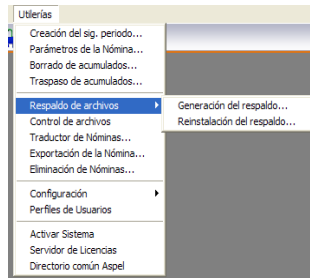 Utilerías
Creación del sig. periodo...
Parámetros de la Nómina...
Borrado de acumulados...
Traspaso de acumulados...
Respaldo de archivos
Generación del respaldo...
Control de archivos
Reinstalación del respaldo...
Traductor de Nóminas...
Exportación de la Nómina...
Eliminación de Nóminas...
Configuración
Perfiles de Usuarios
Activar Sistema
Servidor de Licencias
Directorio común Aspel